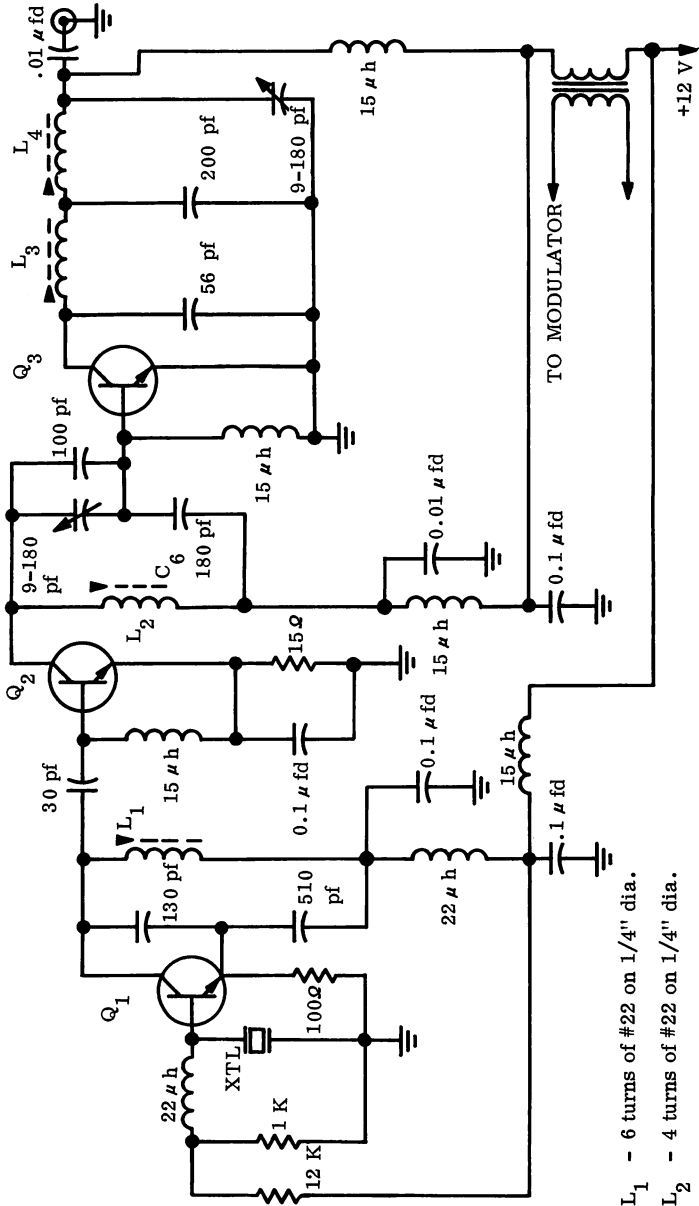 Q1
XTL
22 μh
1 K
12 K
100Ω
130 pf
510
pf
L1
22 μh
.1 μfd
15 μh
0.1 μfd
30 pf
15 μh
0.1 μfd
15Ω
Q2
L2
C6
9-180
pf
180 pf
100 pf
15 μh
0.01 μfd
0.1 μfd
15 μh
Q3
56 pf
200 pf
9-180 pf
L3
L4
.01 μfd
15 μh
TO MODULATOR
+12 V
L1 - 6 turns of #22 on 1/4" dia.
L2 - 4 turns of #22 on 1/4" dia.